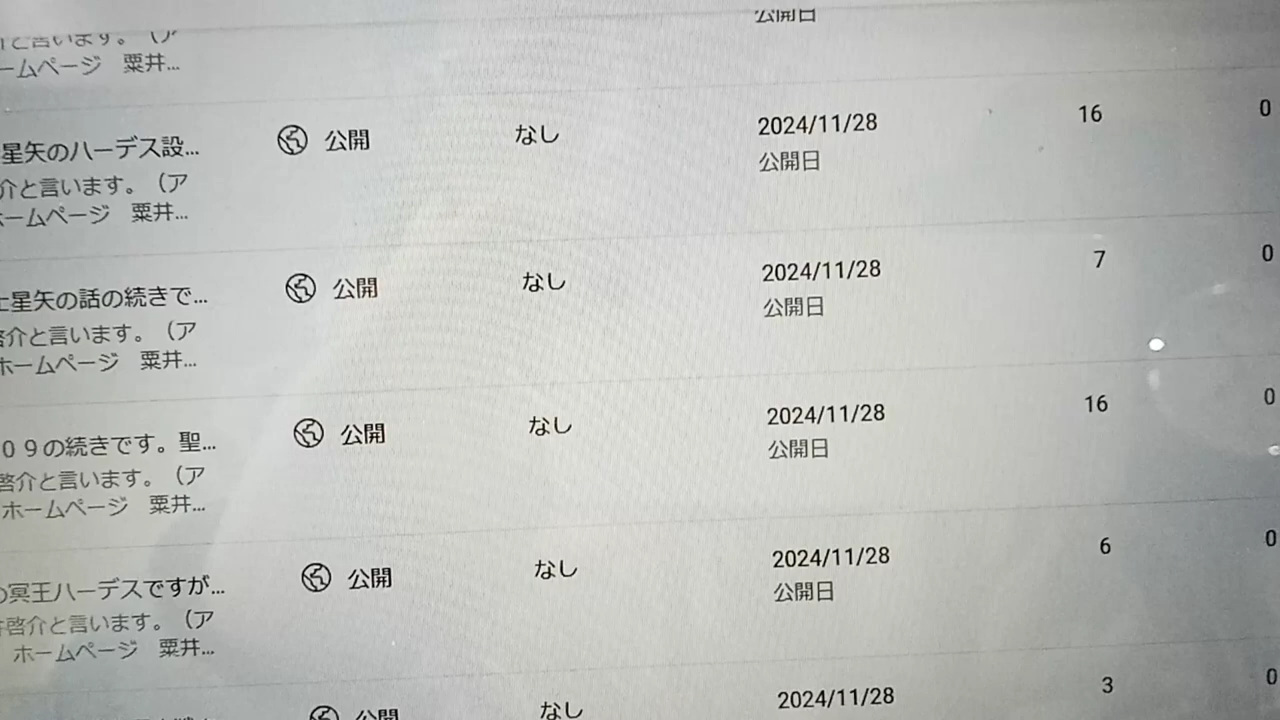 公開日
と言います。（ア
ームページ　粟井...
星矢のハーデス設...
公開
なし
2024/11/28
16
0
介と言います。（ア
公開日
ホームページ　粟井...
士星矢の話の続きで...
公開
なし
2024/11/28
7
0
啓介と言います。（ア
公開日
ホームページ　粟井...
０９の続きです。聖...
公開
なし
2024/11/28
16
0
啓介と言います。（ア
公開日
ホームページ　粟井...
の冥王ハーデスですが...
公開
なし
2024/11/28
6
0
井啓介と言います。（ア
公開日
ホームページ　粟井...
公開
なし
2024/11/28
3
0